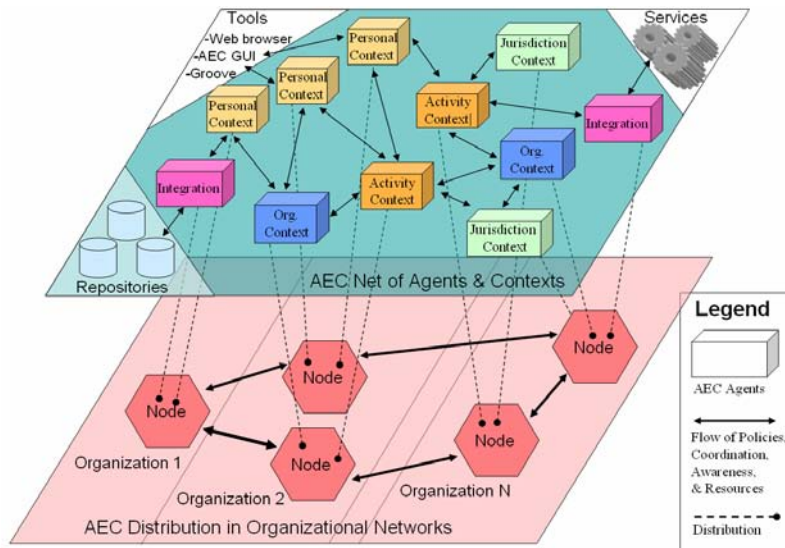 Tools
-Web browser
-AEC GUI
-Groove
Services
Personal
Context
Jurisdiction
Context
Personal
Context
Personal
Context
Activity
Context
Integration
Org.
Context
Integration
Activity
Context
Org.
Context
Jurisdiction
Context
Repositories
AEC Net of Agents & Contexts
Legend
AEC Agents
Flow of Policies,
Coordination,
Awareness,
& Resources
Distribution
Node
Node
Node
Node
Node
Organization 1
Organization 2
Organization N
AEC Distribution in Organizational Networks